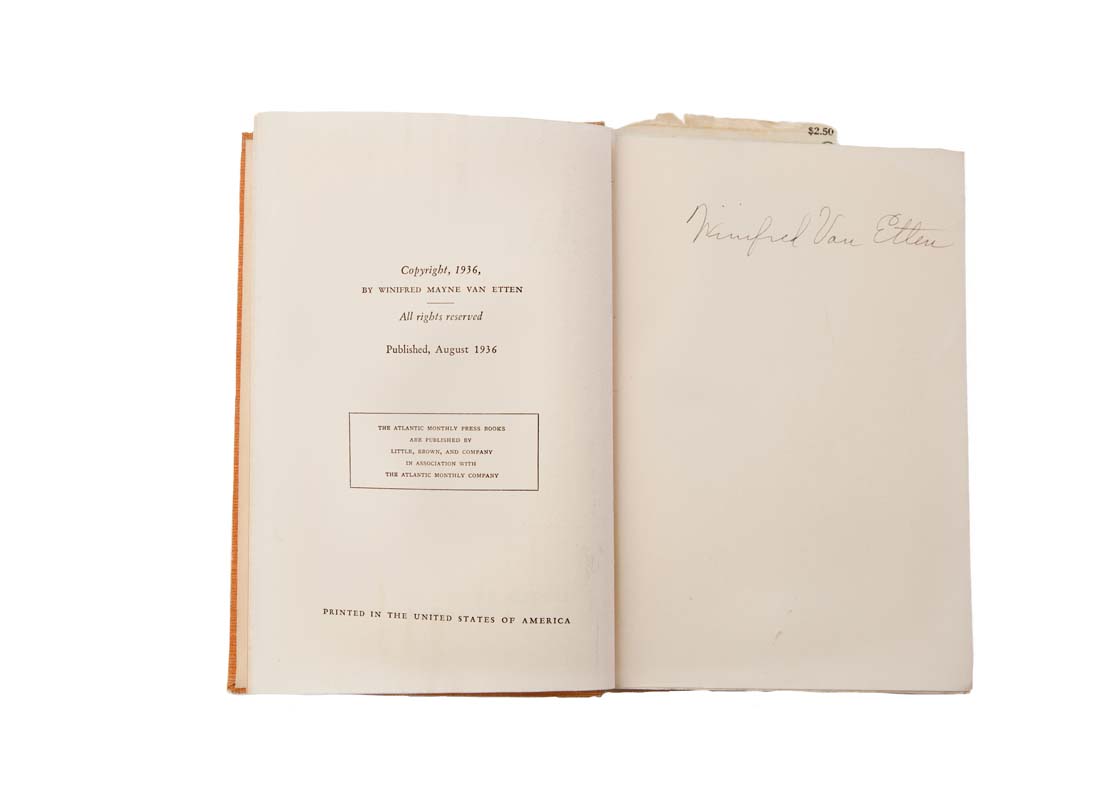 Copyright, 1936,
BY WINIFRED MAYNE VAN ETTEN
All rights reserved
Published, August 1936
THE ATLANTIC MONTHLY PRESS BOOKS
ARE PUBLISHED BY
LITTLE, BROWN, AND COMPANY
IN ASSOCIATION WITH
THE ATLANTIC MONTHLY COMPANY
PRINTED IN THE UNITED STATES OF AMERICA
$2.50
Winifred Van Etten